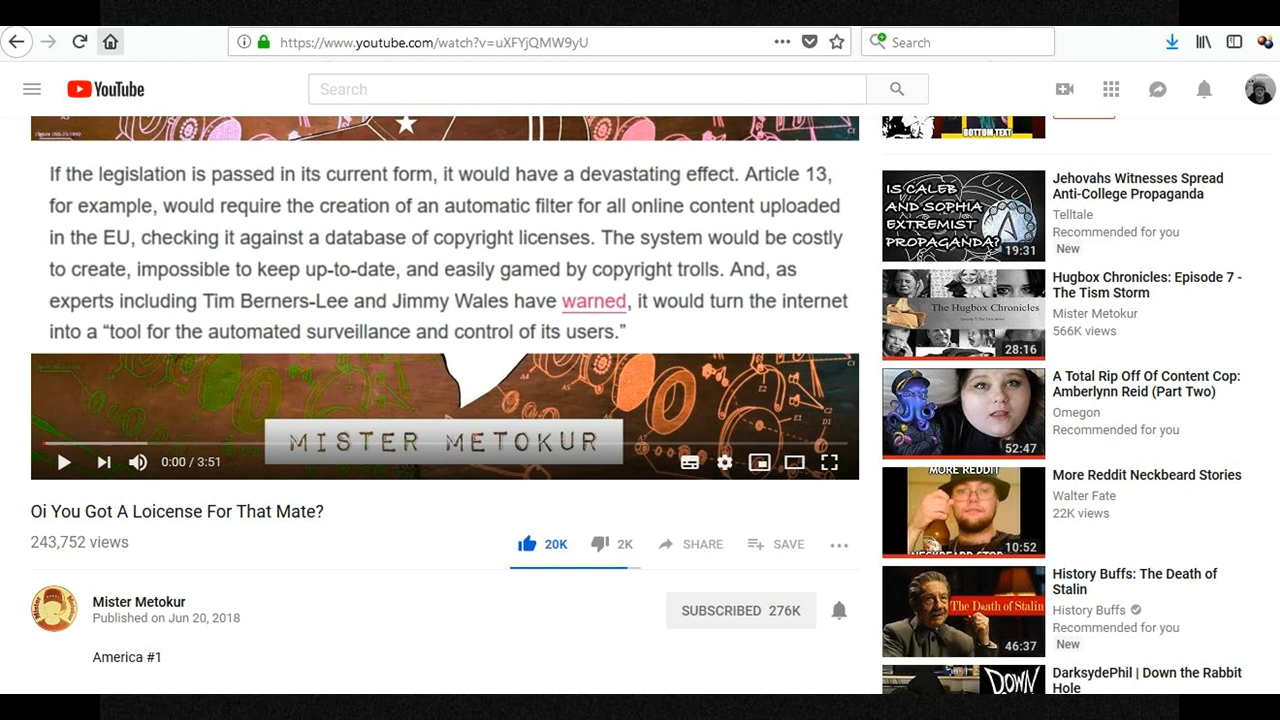 https://www.youtube.com/watch?v=uXFYjQMW9yU
Search
YouTube
Search
If the legislation is passed in its current form, it would have a devastating effect. Article 13,
for example, would require the creation of an automatic filter for all online content uploaded
in the EU, checking it against a database of copyright licenses. The system would be costly
to create, impossible to keep up-to-date, and easily gamed by copyright trolls. And, as
experts including Tim Berners-Lee and Jimmy Wales have warned, it would turn the internet
into a “tool for the automated surveillance and control of its users.”
MISTER METOKUR
0:00 / 3:51
Oi You Got A Loicense For That Mate?
243,752 views
20K
2K
SHARE
SAVE
Mister Metokur
Published on Jun 20, 2018
SUBSCRIBED 276K
America #1
BOTTOM TEXT
IS CALEB
AND SOPHIA
EXTREMIST
PROPAGANDA?
19:31
Jehovahs Witnesses Spread
Anti-College Propaganda
Telltale
Recommended for you
New
The Hugbox Chronicles
28:16
Hugbox Chronicles: Episode 7 -
The Tism Storm
Mister Metokur
566K views
52:47
A Total Rip Off Of Content Cop:
Amberlynn Reid (Part Two)
Omegon
Recommended for you
MORE REDDIT
10:52
More Reddit Neckbeard Stories
Walter Fate
22K views
The Death of Stalin
46:37
History Buffs: The Death of
Stalin
History Buffs
Recommended for you
New
DOWN
DarksydePhil | Down the Rabbit
Hole